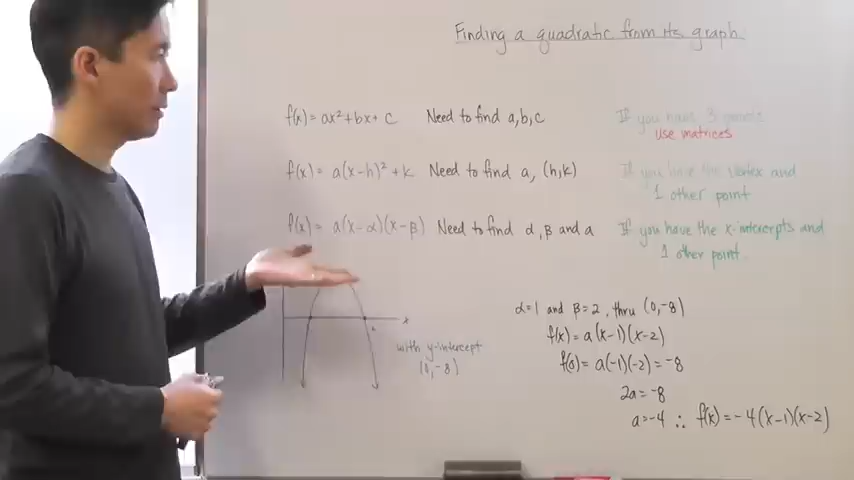 Finding a quadratic from its graph.
f(x) = ax² + bx + c Need to find a,b,c If you have 3 points
use matrices
f(x) = a(x-h)² + k Need to find a, (h,k) If you have the vertex and
1 other point
f(x) = a(x-α)(x-β) Need to find α, β and a If you have the x-intercepts and
1 other point.
x
2
with y-intercept
(0,-8)
α=1 and β=2, thru (0,-8)
f(x) = a(x-1)(x-2)
f(0) = a(-1)(-2) = -8
2a = -8
a = -4 ∴ f(x) = -4(x-1)(x-2)